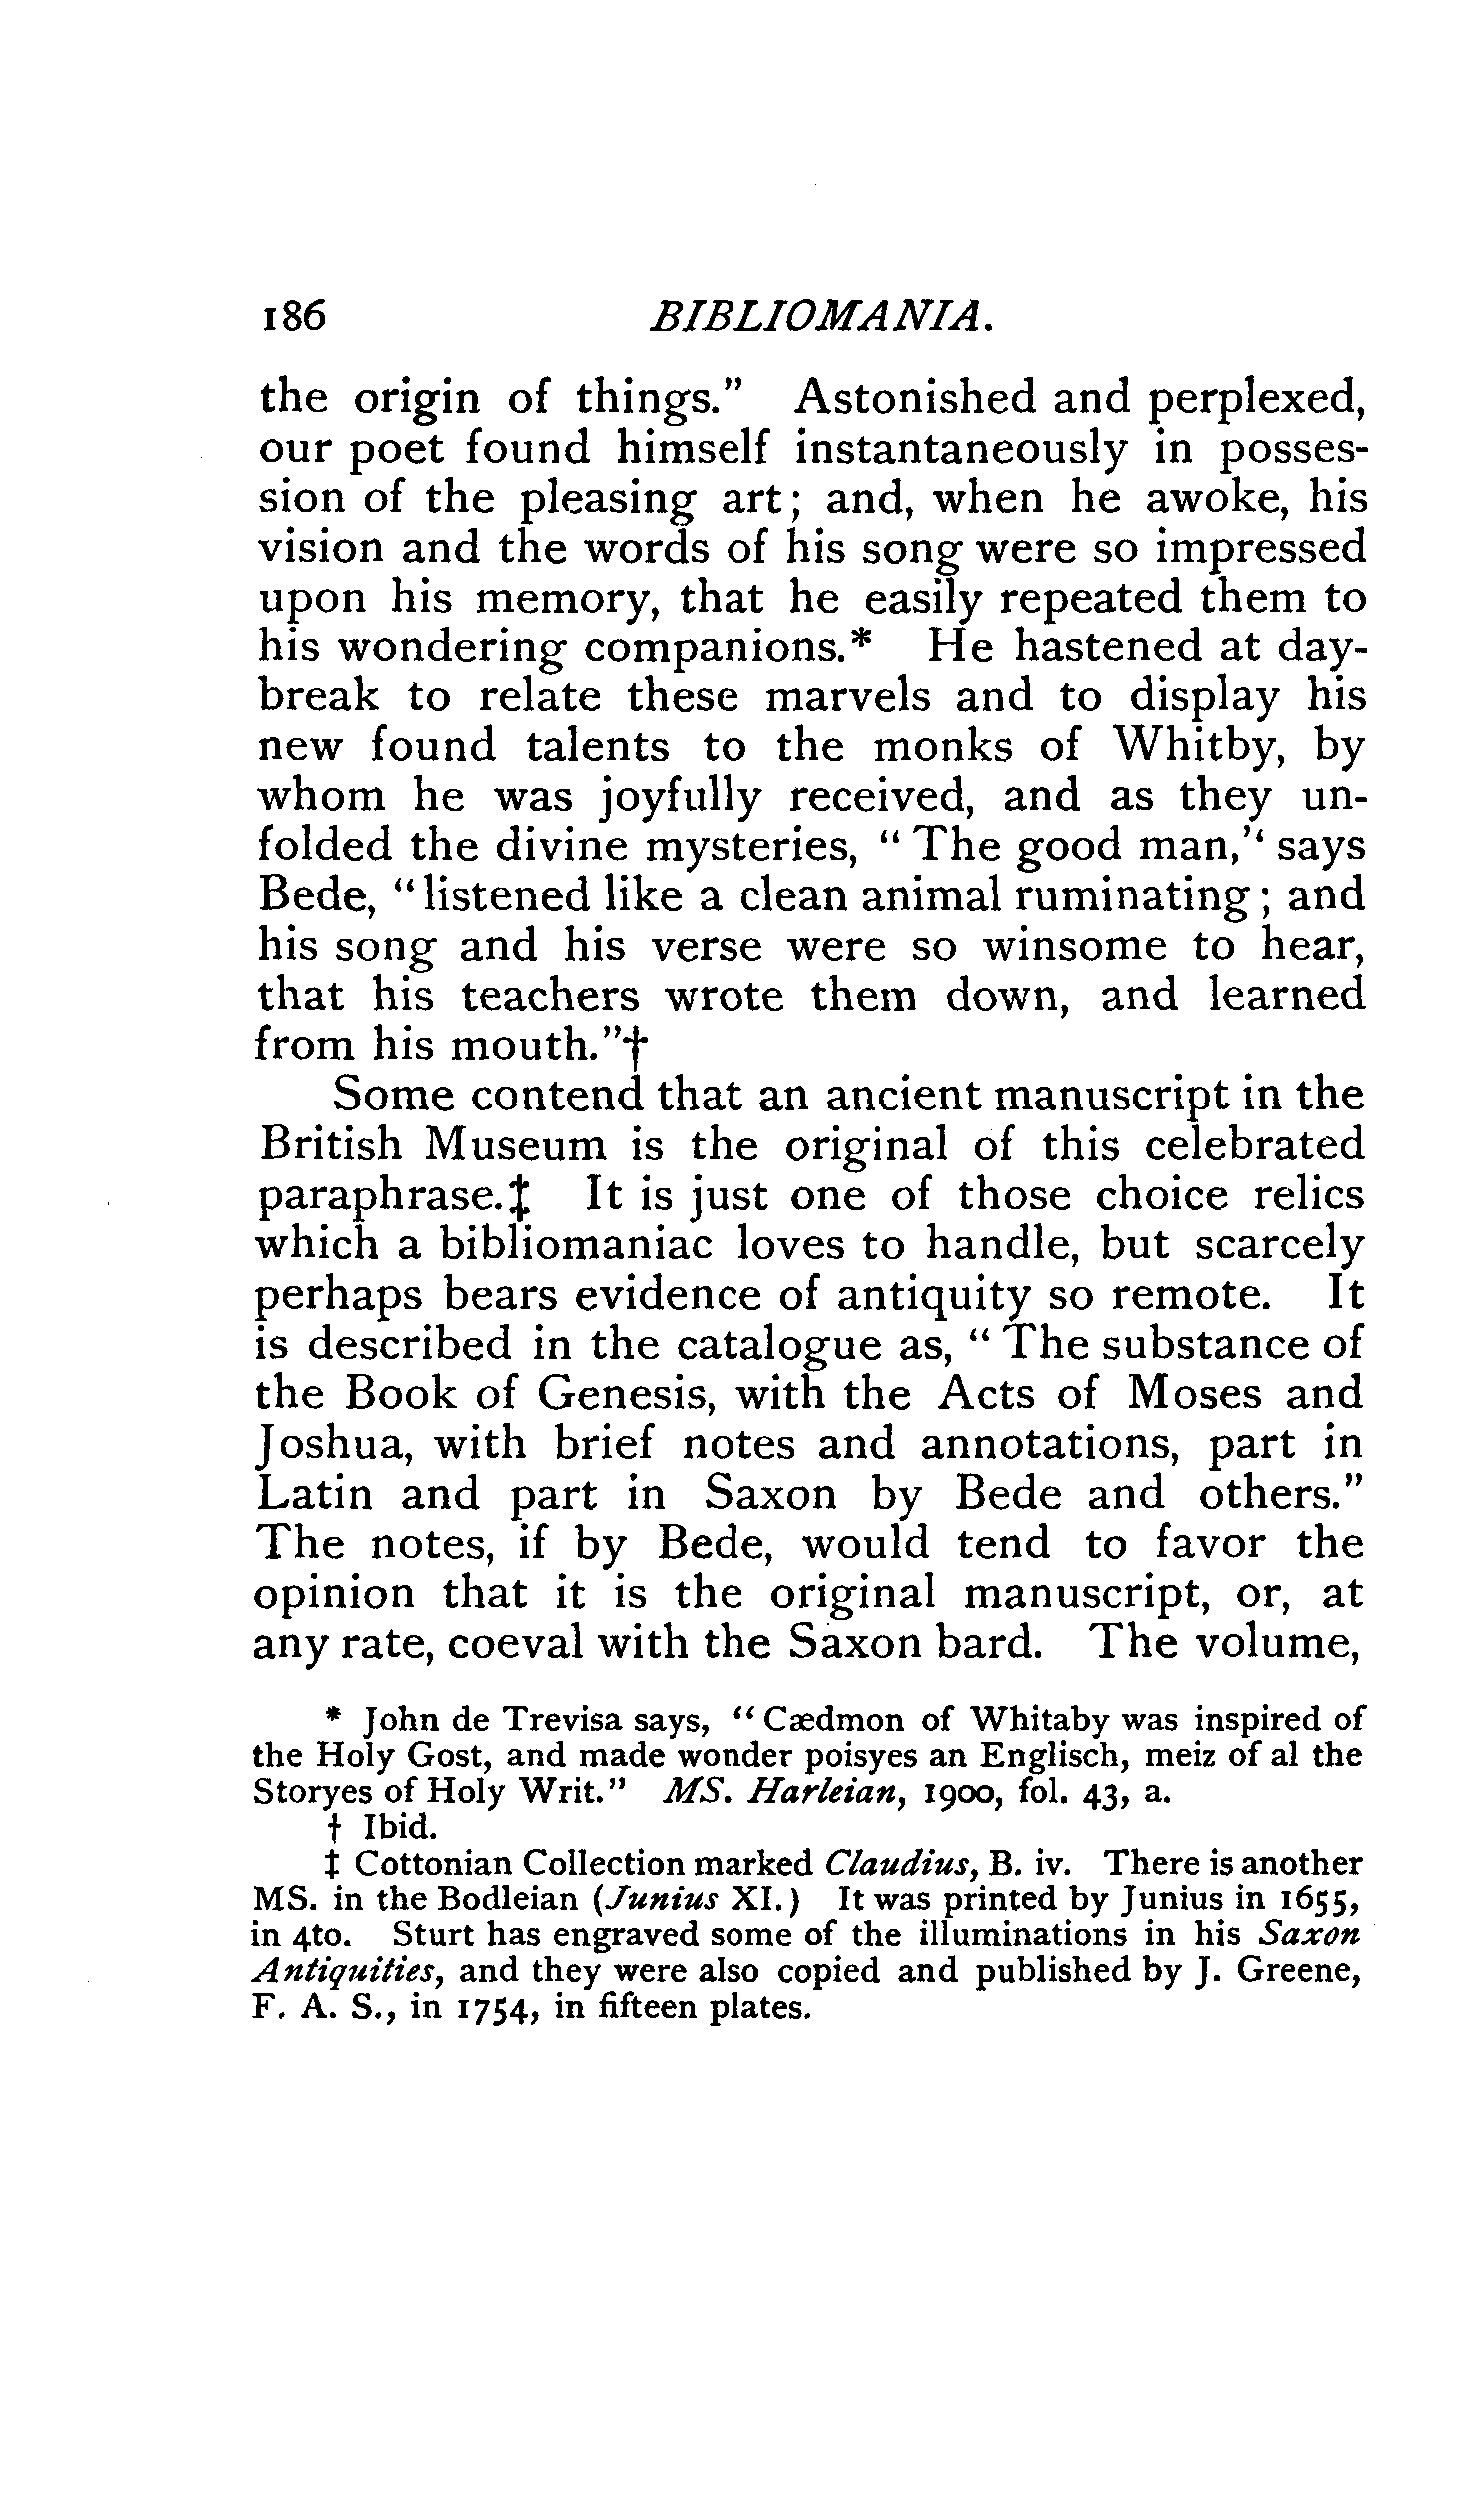 186 BIBLIOMANIA.
the origin of things." Astonished and perplexed,
our poet found himself instantaneously in posses-
sion of the pleasing art; and, when he awoke, his
vision and the words of his song were so impressed
upon his memory, that he easily repeated them to
his wondering companions.* He hastened at day-
break to relate these marvels and to display his
new found talents to the monks of Whitby, by
whom he was joyfully received, and as they un-
folded the divine mysteries, "The good man,'‘ says
Bede, "listened like a clean animal ruminating; and
his song and his verse were so winsome to hear,
that his teachers wrote them down, and learned
from his mouth."†
Some contend that an ancient manuscript in the
British Museum is the original of this celebrated
paraphrase.‡ It is just one of those choice relics
which a bibliomaniac loves to handle, but scarcely
perhaps bears evidence of antiquity so remote. It
is described in the catalogue as, "The substance of
the Book of Genesis, with the Acts of Moses and
Joshua, with brief notes and annotations, part in
Latin and part in Saxon by Bede and others."
The notes, if by Bede, would tend to favor the
opinion that it is the original manuscript, or, at
any rate, coeval with the Saxon bard. The volume,
* John de Trevisa says, "Cædmon of Whitaby was inspired of
the Holy Gost, and made wonder poisyes an Englisch, meiz of al the
Storyes of Holy Writ." MS. Harleian, 1900, fol. 43, a.
† Ibid.
‡ Cottonian Collection marked Claudius, B. iv. There is another
MS. in the Bodleian (Junius XI.) It was printed by Junius in 1655,
in 4to. Sturt has engraved some of the illuminations in his Saxon
Antiquities, and they were also copied and published by J. Greene,
F. A. S., in 1754, in fifteen plates.